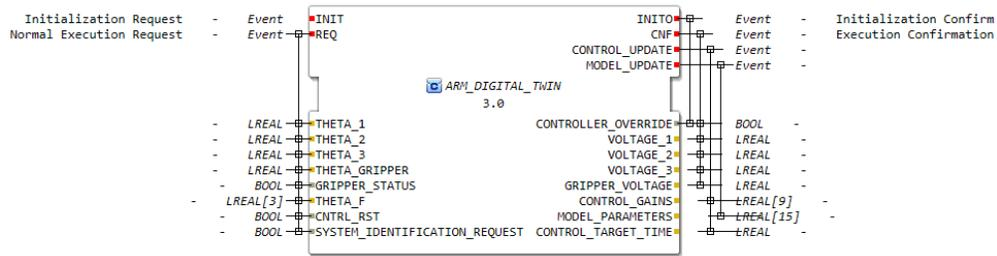 Initialization Request - Event INIT INITO Event - Initialization Confirm
Normal Execution Request - Event REQ CNF Event - Execution Confirmation
CONTROL_UPDATE Event -
MODEL_UPDATE Event -
ARM_DIGITAL_TWIN
3.0
- LREAL THETA_1 CONTROLLER_OVERRIDE BOOL -
- LREAL THETA_2 VOLTAGE_1 LREAL -
- LREAL THETA_3 VOLTAGE_2 LREAL -
- LREAL THETA_GRIPPER VOLTAGE_3 LREAL -
- BOOL GRIPPER_STATUS GRIPPER_VOLTAGE LREAL -
- LREAL[3] THETA_F CONTROL_GAINS LREAL[9] -
- BOOL CNTRL_RST MODEL_PARAMETERS LREAL[15] -
- BOOL SYSTEM_IDENTIFICATION_REQUEST CONTROL_TARGET_TIME LREAL -